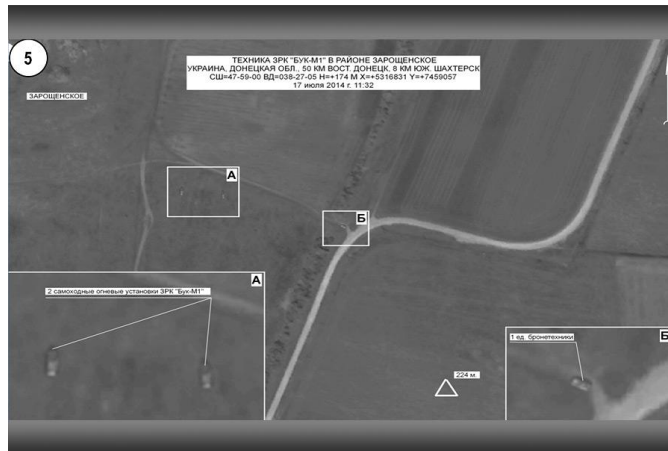 5
ТЕХНИКА ЗРК "БУК-М1" В РАЙОНЕ ЗАРОЩЕНСКОЕ
УКРАИНА, ДОНЕЦКАЯ ОБЛ., 50 КМ ВОСТ. ДОНЕЦК, 8 КМ ЮЖ. ШАХТЕРСК
СШ=47-59-00 ВД=038-27-05 Н=+174 М X=+5316831 Y=+7459057
17 июля 2014 г. 11:32
ЗАРОЩЕНСКОЕ
А
Б
А
2 самоходные огневые установки ЗРК "Бук-М1"
Б
1 ед. бронетехники
224 м.